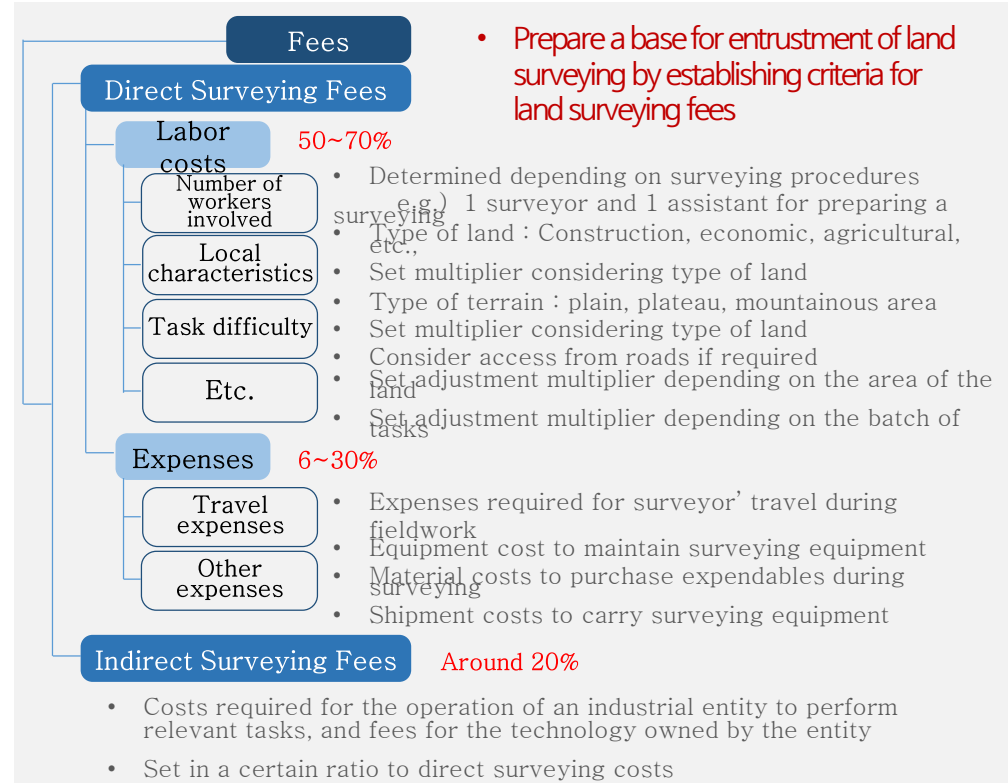 Fees
• Prepare a base for entrustment of land
surveying by establishing criteria for
land surveying fees
Direct Surveying Fees
Labor
costs
50~70%
Number of
workers
involved
• Determined depending on surveying procedures
e.g.) 1 surveyor and 1 assistant for preparing a
surveying
Local
characteristics
• Type of land : Construction, economic, agricultural,
etc.,
• Set multiplier considering type of land
Task difficulty
• Type of terrain : plain, plateau, mountainous area
• Set multiplier considering type of land
• Consider access from roads if required
Etc.
• Set adjustment multiplier depending on the area of the
land
• Set adjustment multiplier depending on the batch of
tasks
Expenses
6~30%
Travel
expenses
• Expenses required for surveyor’ travel during
fieldwork
Other
expenses
• Equipment cost to maintain surveying equipment
• Material costs to purchase expendables during
surveying
• Shipment costs to carry surveying equipment
Indirect Surveying Fees
Around 20%
• Costs required for the operation of an industrial entity to perform
relevant tasks, and fees for the technology owned by the entity
• Set in a certain ratio to direct surveying costs